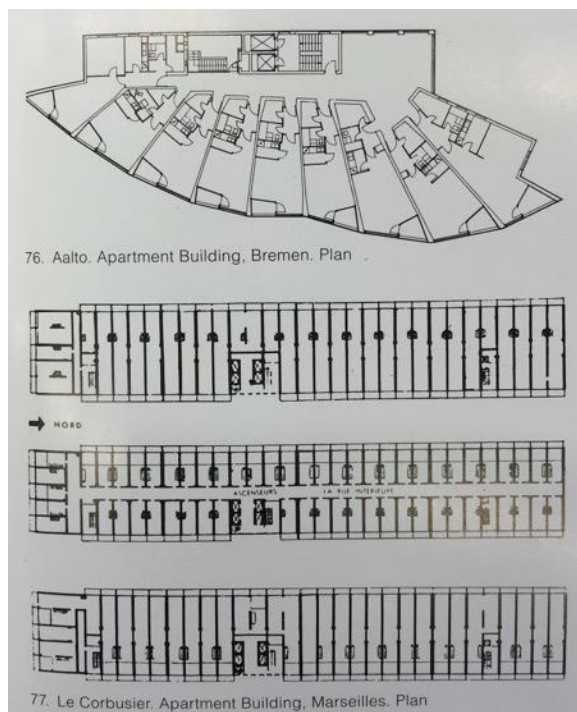 76. Aalto. Apartment Building, Bremen. Plan
NORD
ASCENSEURS LA RUE INTERIEURE
77. Le Corbusier. Apartment Building, Marseilles. Plan